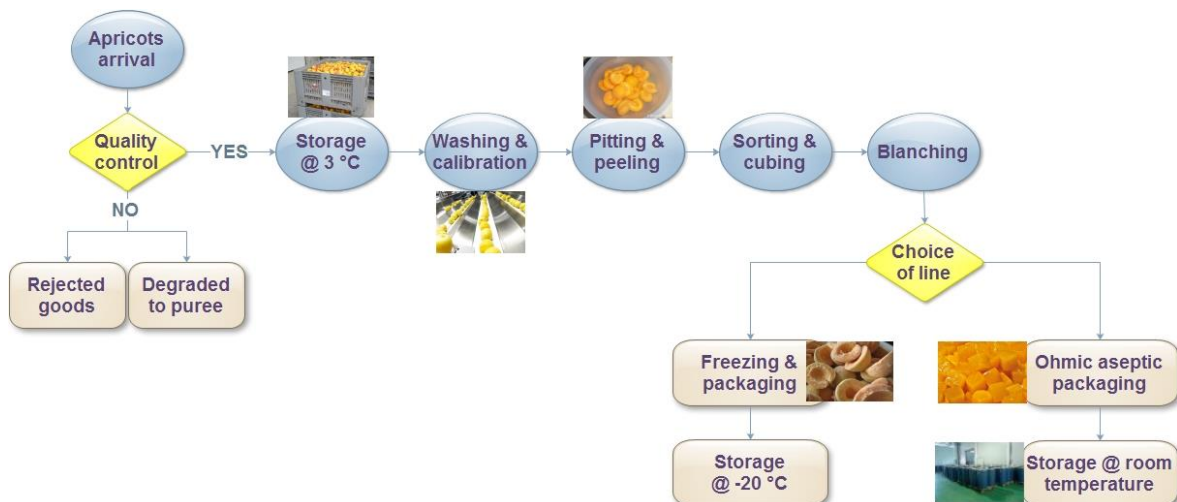 Apricots
arrival
Quality
control
YES
Storage
@ 3 °C
Washing &
calibration
Pitting &
peeling
Sorting &
cubing
Blanching
NO
Rejected
goods
Degraded
to puree
Choice
of line
Freezing &
packaging
Ohmic aseptic
packaging
Storage
@ -20 °C
Storage @ room
temperature